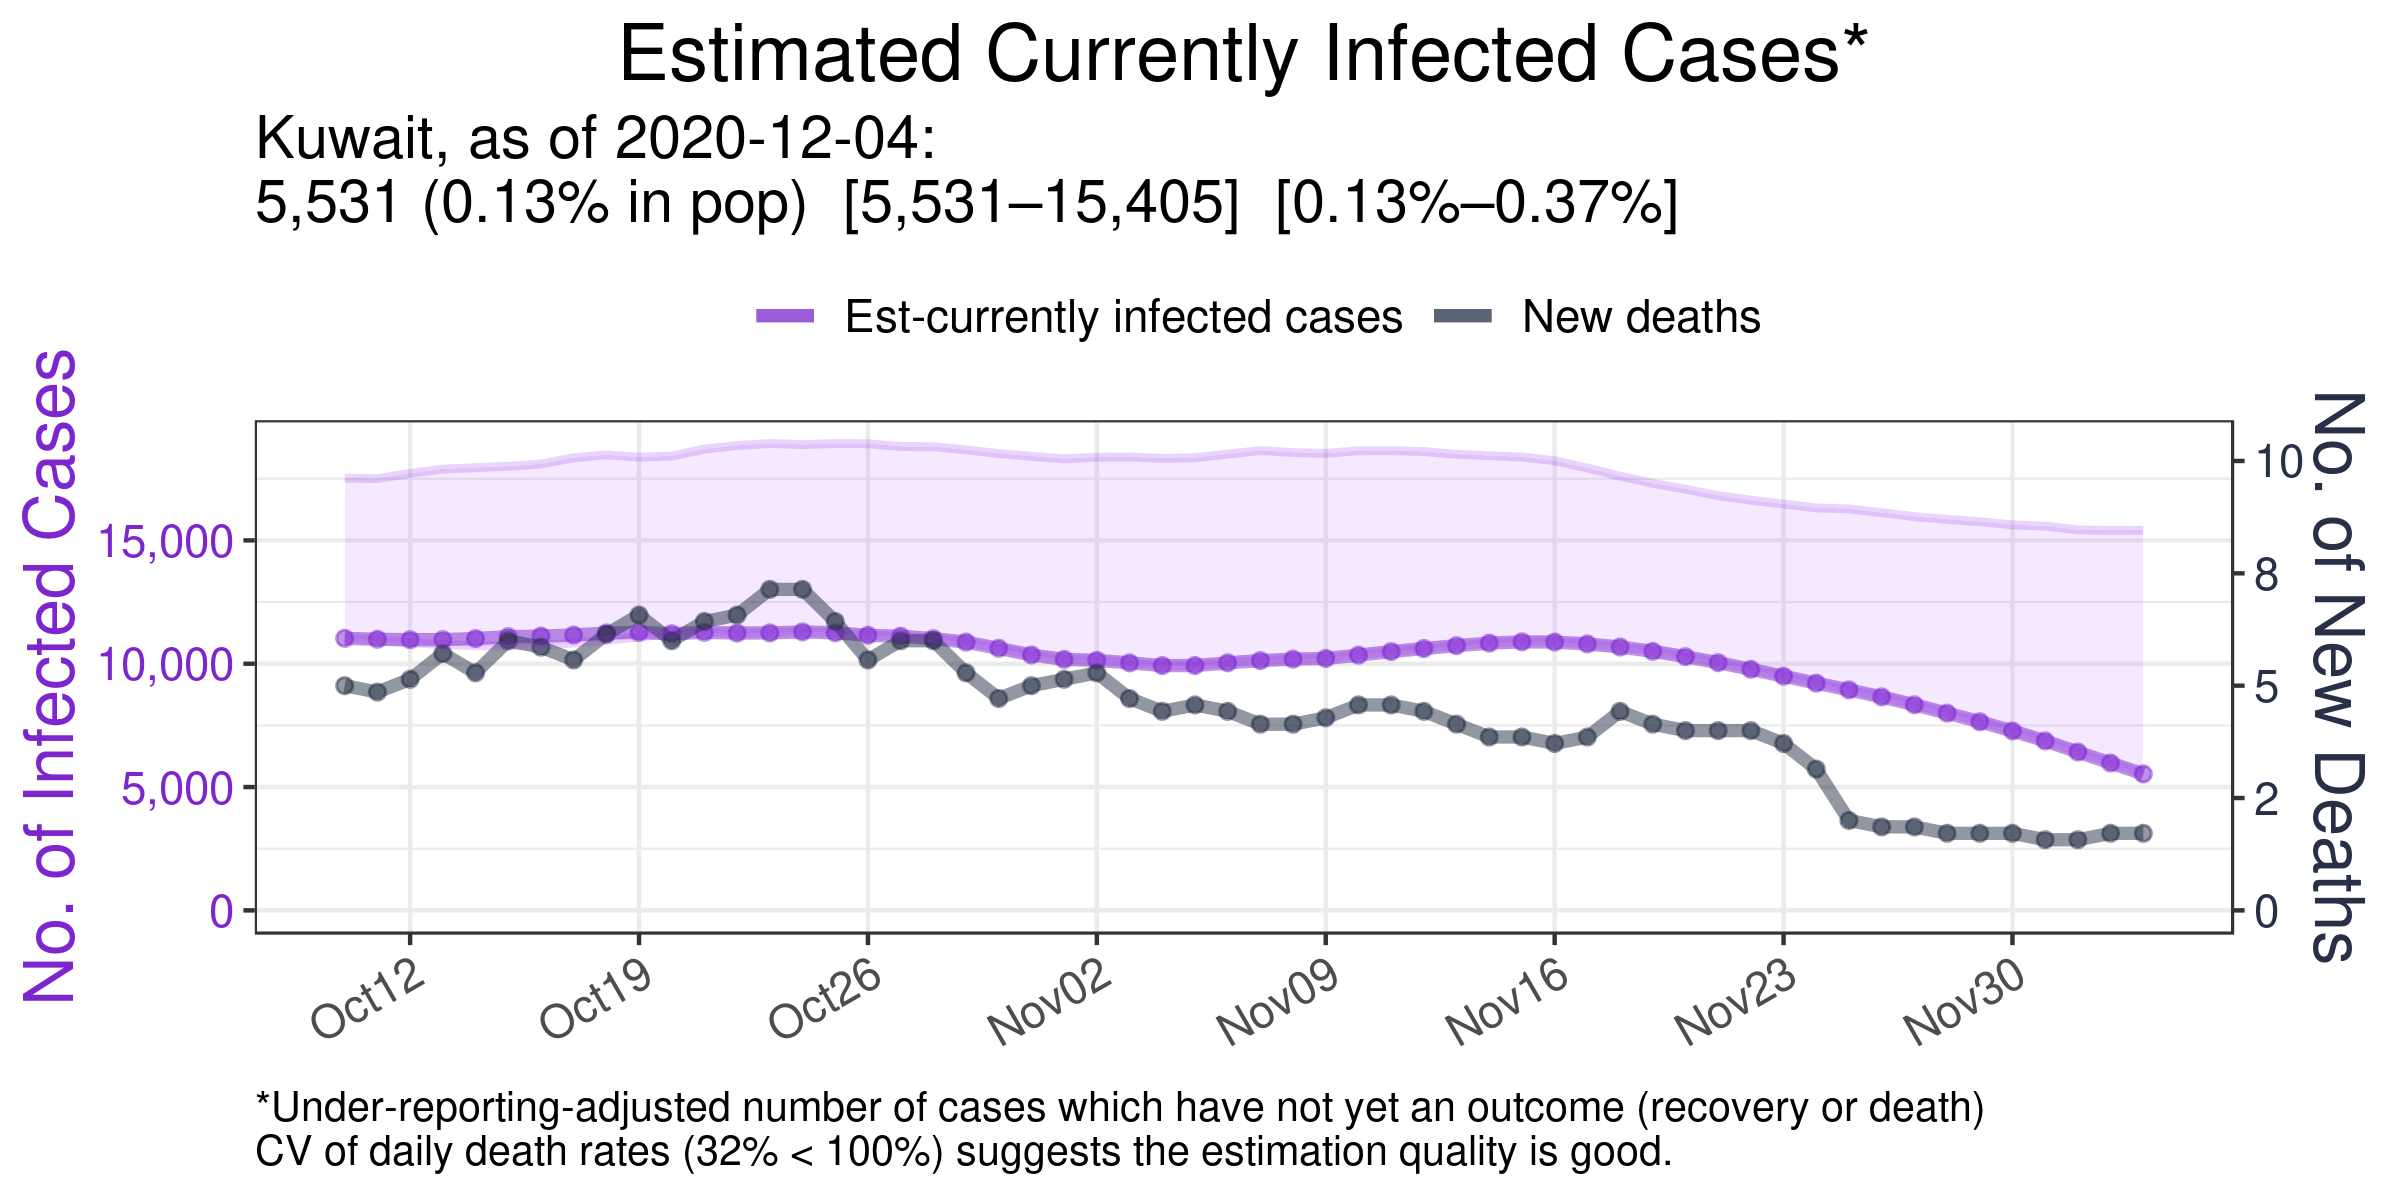 Estimated Currently Infected Cases*
Kuwait, as of 2020-12-04:
5,531 (0.13% in pop)  [5,531–15,405]  [0.13%–0.37%]
Est-currently infected cases
New deaths
No. of Infected Cases
15,000
10,000
5,000
0
10
8
5
2
0
No. of New Deaths
Oct12
Oct19
Oct26
Nov02
Nov09
Nov16
Nov23
Nov30
*Under-reporting-adjusted number of cases which have not yet an outcome (recovery or death)
CV of daily death rates (32% < 100%) suggests the estimation quality is good.